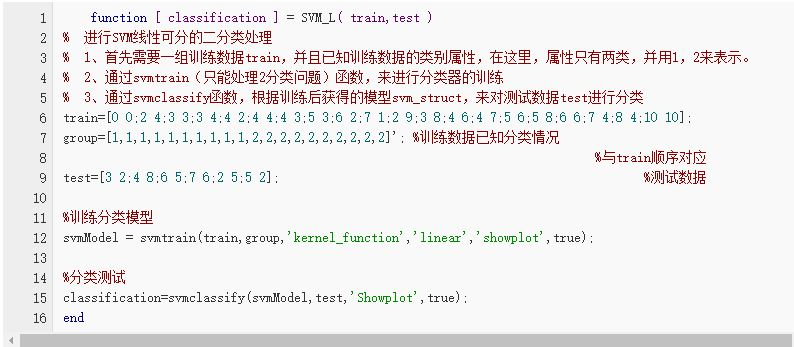 1 function [ classification ] = SVM_L( train,test )
2 % 进行SVM线性可分的二分类处理
3 % 1、首先需要一组训练数据train，并且已知训练数据的类别属性，在这里，属性只有两类，并用1，2来表示。
4 % 2、通过svmtrain（只能处理2分类问题）函数，来进行分类器的训练
5 % 3、通过svmclassify函数，根据训练后获得的模型svm_struct，来对测试数据test进行分类
6 train=[0 0;2 4;3 3;3 4;4 2;4 4;4 3;5 3;6 2;7 1;2 9;3 8;4 6;4 7;5 6;5 8;6 6;7 4;8 4;10 10];
7 group=[1,1,1,1,1,1,1,1,1,1,2,2,2,2,2,2,2,2,2,2]'; %训练数据已知分类情况
8 %与train顺序对应
9 test=[3 2;4 8;6 5;7 6;2 5;5 2]; %测试数据
10
11 %训练分类模型
12 svmModel = svmtrain(train,group,'kernel_function','linear','showplot',true);
13
14 %分类测试
15 classification=svmclassify(svmModel,test,'Showplot',true);
16 end